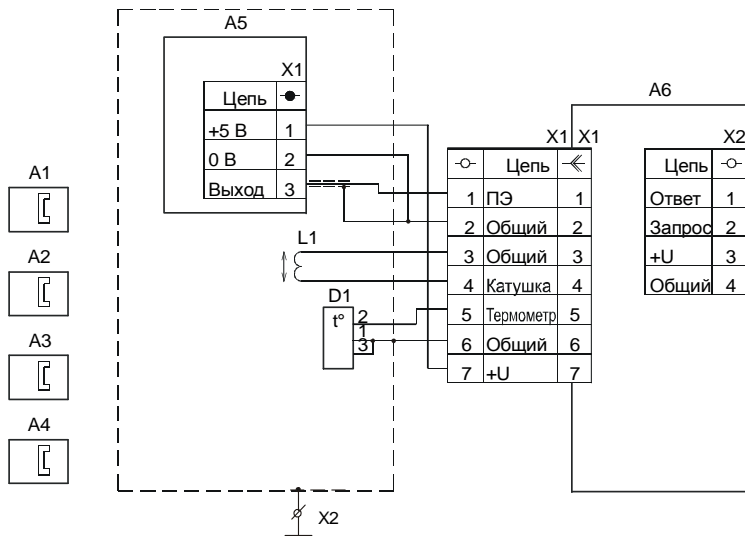 A5
X1
Цепь
+5 В 1
0 В 2
Выход 3
A1
A2
A3
A4
L1
D1
t° 2
1
3
X2
A6
X1 X1
Цепь
1 ПЭ 1
2 Общий 2
3 Общий 3
4 Катушка 4
5 Термометр 5
6 Общий 6
7 +U 7
X2
Цепь
Ответ 1
Запрос 2
+U 3
Общий 4